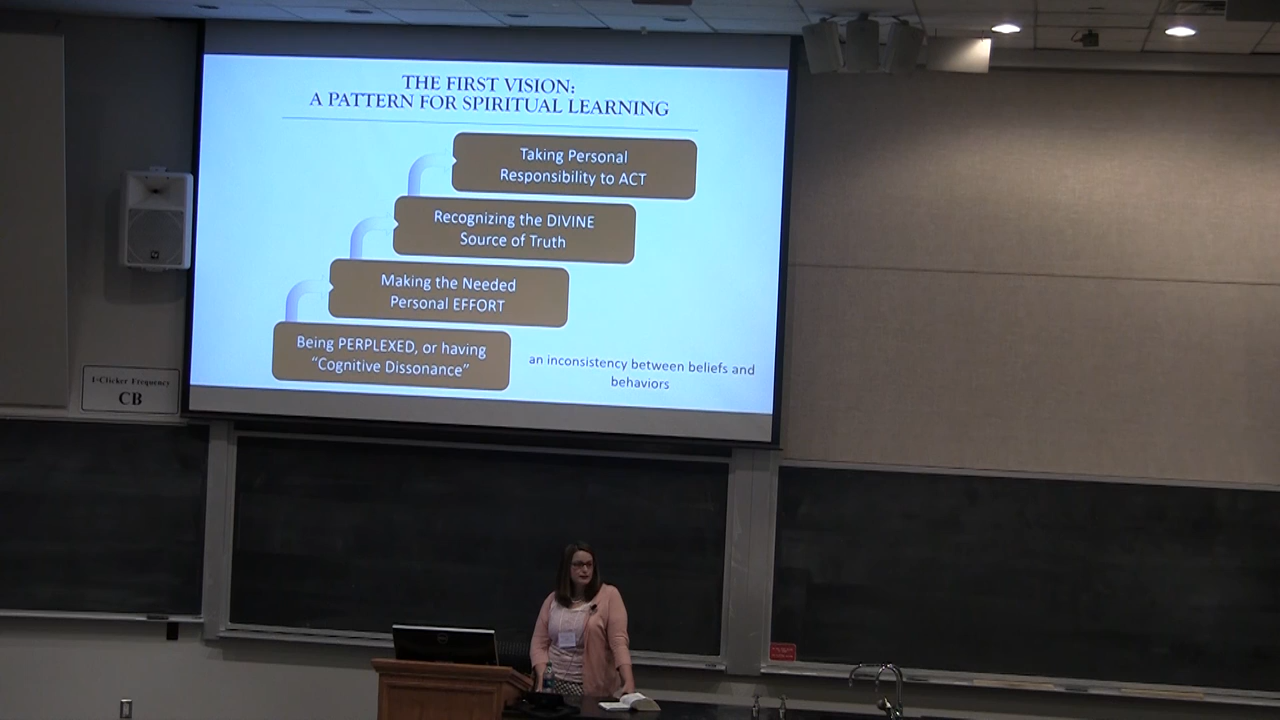 THE FIRST VISION:
A PATTERN FOR SPIRITUAL LEARNING
Taking Personal
Responsibility to ACT
Recognizing the DIVINE
Source of Truth
Making the Needed
Personal EFFORT
Being PERPLEXED, or having
“Cognitive Dissonance”
an inconsistency between beliefs and
behaviors
I-Clicker Frequency
CB